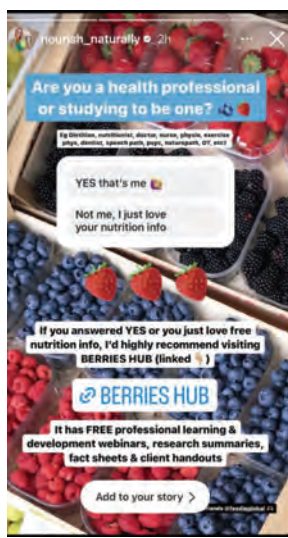 nourish_naturally 2h
Are you a health professional
or studying to be one?
Eg Dietitian, nutritionist, doctor, nurse, physio, exercise
phys, dentist, speech path, psyc, naturopath, OT, etc)
YES that's me
Not me, I just love
your nutrition info
If you answered YES or you just love free
nutrition info, I'd highly recommend visiting
BERRIES HUB (linked )
BERRIES HUB
It has FREE professional learning &
development webinars, research summaries,
fact sheets & client handouts
Add to your story >